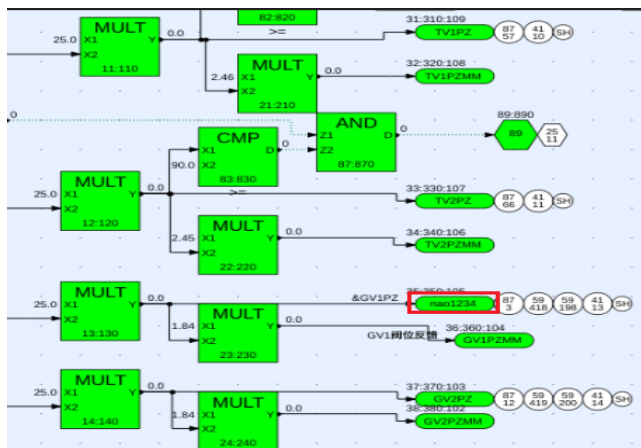 82:820
>=
MULT
25.0 X1 Y 0.0
X2
11:110
31:310:109
TV1PZ 87 57 41 10 SH
MULT
2.46 X1 Y 0.0
X2
21:210
32:320:108
TV1PZMM
0
CMP
X1 D 0
90.0 X2
83:830
>=
AND
Z1 D 0
Z2
87:870
89:890
89 25 11
MULT
25.0 X1 Y 0.0
X2
12:120
33:330:107
TV2PZ 87 66 41 11 SH
MULT
2.45 X1 Y 0.0
X2
22:220
34:340:106
TV2PZMM
MULT
25.0 X1 Y 0.0
X2
13:130
&GV1PZ
35:350:105
nao1234 87 3 59 418 59 198 41 13 SH
MULT
1.84 X1 Y 0.0
X2
23:230
GV1阀位反馈
36:360:104
GV1PZMM
MULT
25.0 X1 Y 0.0
X2
14:140
37:370:103
GV2PZ 87 12 59 419 59 200 41 14 SH
MULT
1.84 X1 Y 0.0
X2
24:240
38:380:102
GV2PZMM